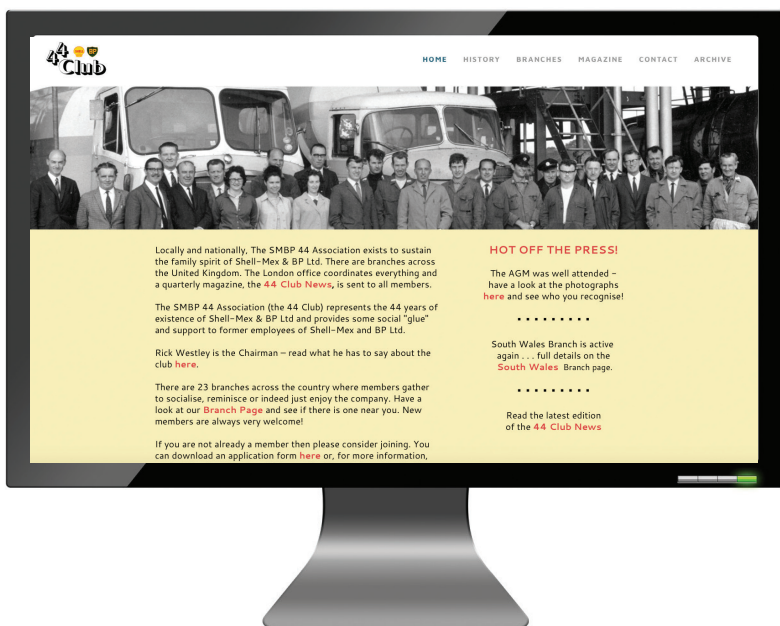 44 Club
BP
HOME HISTORY BRANCHES MAGAZINE CONTACT ARCHIVE
Locally and nationally, The SMBP 44 Association exists to sustain
the family spirit of Shell-Mex & BP Ltd. There are branches across
the United Kingdom. The London office coordinates everything and
a quarterly magazine, the 44 Club News, is sent to all members.
The SMBP 44 Association (the 44 Club) represents the 44 years of
existence of Shell-Mex & BP Ltd and provides some social "glue"
and support to former employees of Shell-Mex and BP Ltd.
Rick Westley is the Chairman – read what he has to say about the
club here.
There are 23 branches across the country where members gather
to socialise, reminisce or indeed just enjoy the company. Have a
look at our Branch Page and see if there is one near you. New
members are always very welcome!
If you are not already a member then please consider joining. You
can download an application form here or, for more information,
HOT OFF THE PRESS!
The AGM was well attended –
have a look at the photographs
here and see who you recognise!
South Wales Branch is active
again . . . full details on the
South Wales Branch page.
Read the latest edition
of the 44 Club News